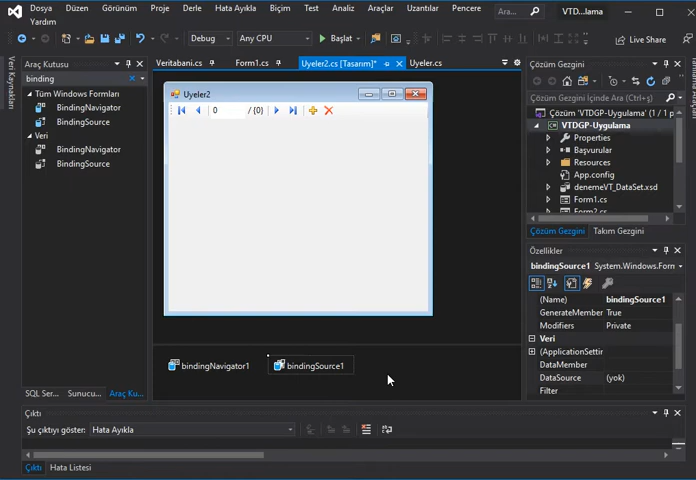 Dosya Düzen Görünüm Proje Derle Hata Ayıkla Biçim Test Analiz Araçlar Uzantılar Pencere Ara... VTD...lama
Yardım
Debug Any CPU Başlat Live Share
Veri Kaynakları
Araç Kutusu
binding
Tüm Windows Formları
BindingNavigator
BindingSource
Veri
BindingNavigator
BindingSource
SQL Ser... Sunucu... Araç Ku...
Veritabani.cs Form1.cs Uyeler2.cs [Tasarım]* Uyeler.cs
Uyeler2
0 / {0}
bindingNavigator1 bindingSource1
Çözüm Gezgini
Çözüm Gezgini İçinde Ara (Ctrl+ş)
Çözüm 'VTDGP-Uygulama' (1 / 1 p
VTDGP-Uygulama
Properties
Başvurular
Resources
App.config
denemeVT_DataSet.xsd
Form1.cs
Form2.cs
Çözüm Gezgini Takım Gezgini
Özellikler
bindingSource1 System.Windows.Form
(Name) bindingSource1
GenerateMember True
Modifiers Private
Veri
(ApplicationSettir
DataMember
DataSource (yok)
Filter
Çıktı
Şu çıktıyı göster: Hata Ayıkla
Çıktı Hata Listesi